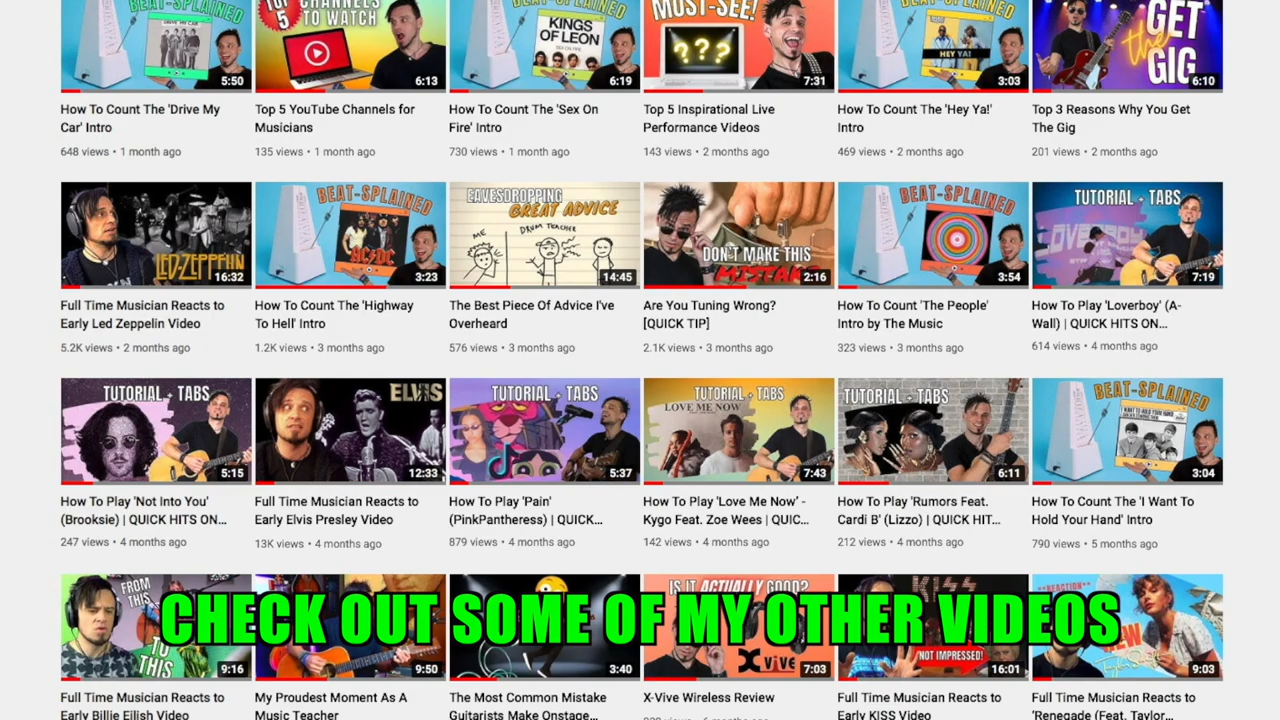 BEAT-SPLAINED
DRIVE MY CAR
5:50
TOP 5 CHANNELS TO WATCH
6:13
BEAT-SPLAINED
KINGS OF LEON
6:19
MUST-SEE!
???
7:31
BEAT-SPLAINED
HEY YA!
3:03
GET the GIG
6:10
How To Count The 'Drive My
Car' Intro
648 views • 1 month ago
Top 5 YouTube Channels for
Musicians
135 views • 1 month ago
How To Count The 'Sex On
Fire' Intro
730 views • 1 month ago
Top 5 Inspirational Live
Performance Videos
143 views • 2 months ago
How To Count The 'Hey Ya!'
Intro
469 views • 2 months ago
Top 3 Reasons Why You Get
The Gig
201 views • 2 months ago
LED-ZEPPELIN
16:32
BEAT-SPLAINED
AC/DC
3:23
EAVESDROPPING
GREAT ADVICE
ME
DRUM TEACHER
14:45
DON'T MAKE THIS
MISTAKE
2:16
BEAT-SPLAINED
3:54
TUTORIAL + TABS
LOVERBOY
7:19
Full Time Musician Reacts to
Early Led Zeppelin Video
5.2K views • 2 months ago
How To Count The 'Highway
To Hell' Intro
1.2K views • 3 months ago
The Best Piece Of Advice I've
Overheard
576 views • 3 months ago
Are You Tuning Wrong?
[QUICK TIP]
2.1K views • 3 months ago
How To Count 'The People'
Intro by The Music
323 views • 3 months ago
How To Play 'Loverboy' (A-
Wall) | QUICK HITS ON...
614 views • 4 months ago
TUTORIAL + TABS
5:15
ELVIS
12:33
TUTORIAL + TABS
5:37
TUTORIAL + TABS
LOVE ME NOW
7:43
TUTORIAL + TABS
6:11
BEAT-SPLAINED
I WANT TO HOLD YOUR HAND
3:04
How To Play 'Not Into You'
(Brooksie) | QUICK HITS ON...
247 views • 4 months ago
Full Time Musician Reacts to
Early Elvis Presley Video
13K views • 4 months ago
How To Play 'Pain'
(PinkPantheress) | QUICK...
879 views • 4 months ago
How To Play 'Love Me Now' -
Kygo Feat. Zoe Wees | QUIC...
142 views • 4 months ago
How To Play 'Rumors Feat.
Cardi B' (Lizzo) | QUICK HIT...
212 views • 4 months ago
How To Count The 'I Want To
Hold Your Hand' Intro
790 views • 5 months ago
FROM THIS
TO THIS
9:16
9:50
3:40
IS IT ACTUALLY GOOD?
X vive
7:03
KISS
'NOT IMPRESSED!'
16:01
REACTION
NEW
9:03
CHECK OUT SOME OF MY OTHER VIDEOS
Full Time Musician Reacts to
Early Billie Eilish Video
My Proudest Moment As A
Music Teacher
The Most Common Mistake
Guitarists Make Onstage...
X-Vive Wireless Review
Full Time Musician Reacts to
Early KISS Video
Full Time Musician Reacts to
'Renegade (Feat. Taylor...